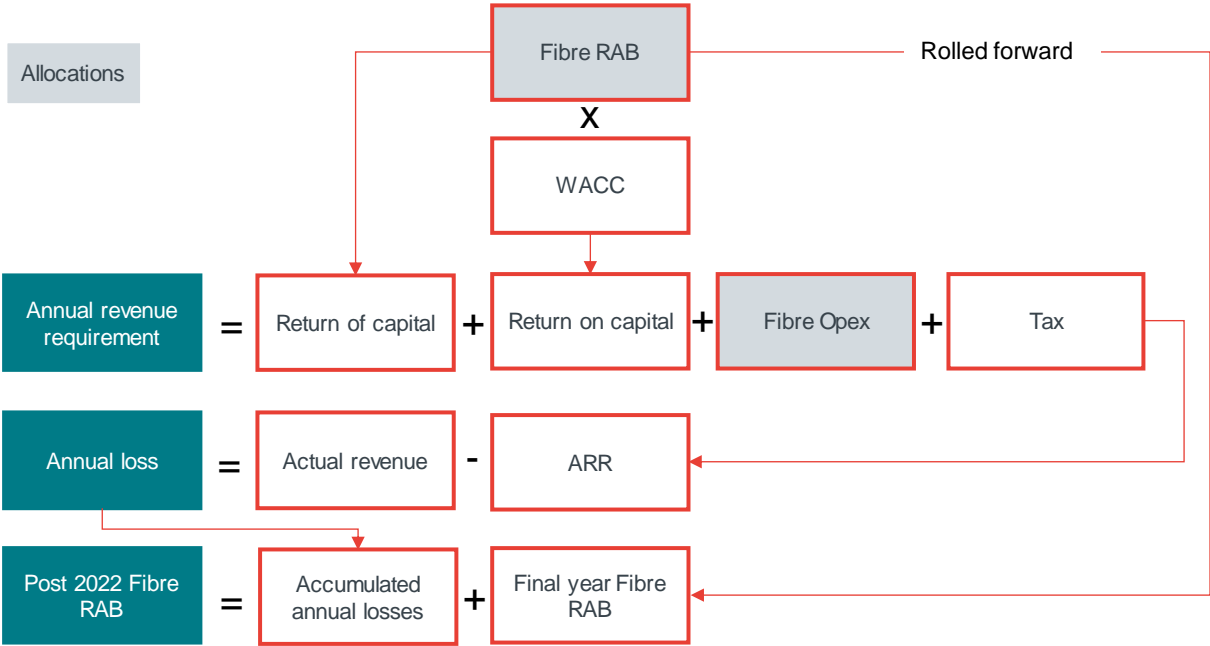 Fibre RAB
Rolled forward
Allocations
X
WACC
Annual revenue
requirement
=
Return of capital
+
Return on capital
+
Fibre Opex
+
Tax
Annual loss
=
Actual revenue
-
ARR
Post 2022 Fibre
RAB
=
Accumulated
annual losses
+
Final year Fibre
RAB